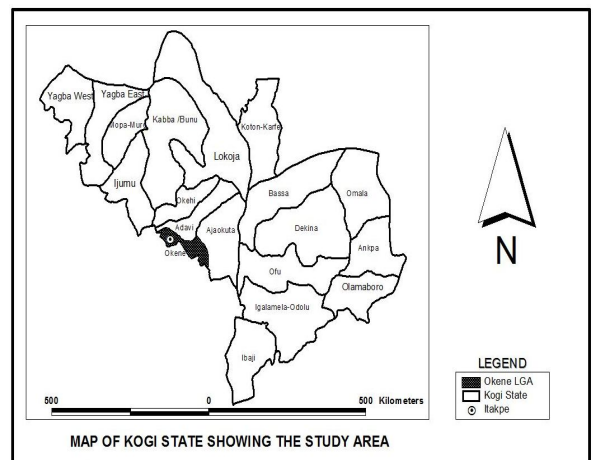 Yagba West
Yagba East
Mopa-Muro
Kabba /Bunu
Koton-Karfe
Lokoja
Ijumu
Okehi
Bassa
Omala
Adavi
Ajaokuta
Dekina
Okene
Ankpa
Ofu
Olamaboro
Igalamela-Odolu
Ibaji
N
LEGEND
Okene LGA
Kogi State
Itakpe
500 0 500 Kilometers
MAP OF KOGI STATE SHOWING THE STUDY AREA